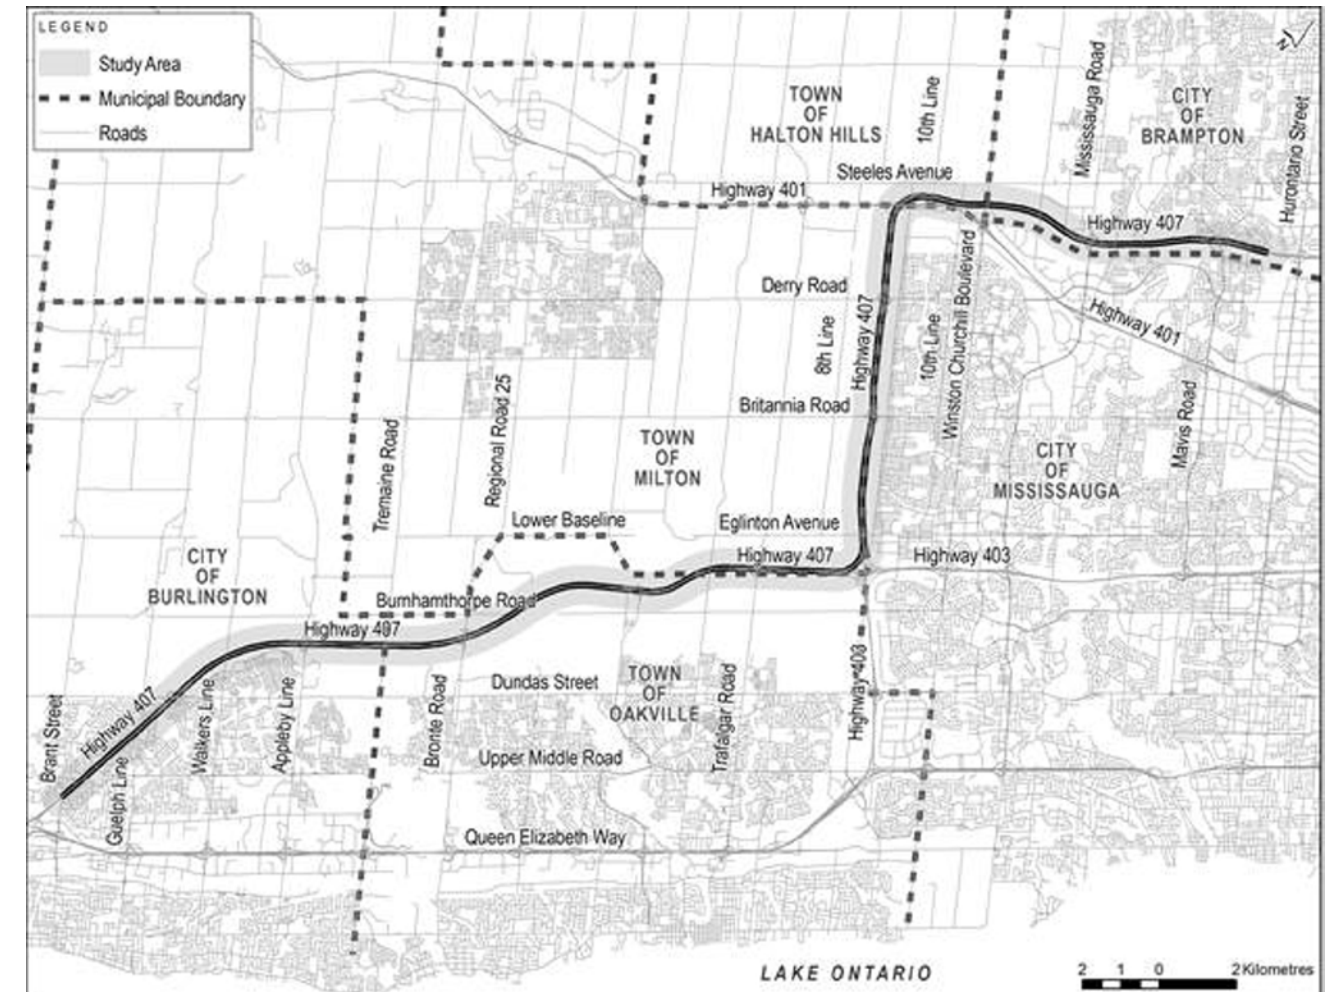 LEGEND
Study Area
Municipal Boundary
Roads
N
TOWN
OF
HALTON HILLS
10th Line
Mississauga Road
CITY
OF
BRAMPTON
Hurontario Street
Steeles Avenue
Highway 401
Highway 407
Derry Road
Highway 407
8th Line
10th Line
Winston Churchill Boulevard
Highway 401
Britannia Road
Mavis Road
Tremaine Road
Regional Road 25
TOWN
OF
MILTON
CITY
OF
MISSISSAUGA
Lower Baseline
Eglinton Avenue
Highway 407
Highway 403
CITY
OF
BURLINGTON
Burnhamthorpe Road
Highway 407
Dundas Street
TOWN
OF
OAKVILLE
Trafalgar Road
Highway 403
Brant Street
Highway 407
Walkers Line
Appleby Line
Bronte Road
Upper Middle Road
Guelph Line
Queen Elizabeth Way
LAKE ONTARIO
2 1 0 2 Kilometres